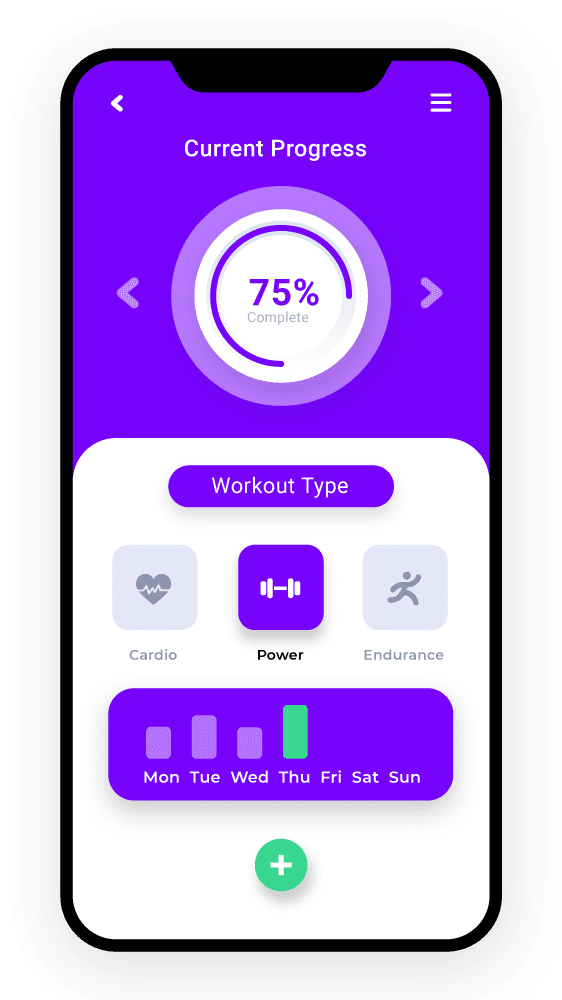 Current Progress
75%
Complete
Workout Type
Cardio Power Endurance
Mon Tue Wed Thu Fri Sat Sun